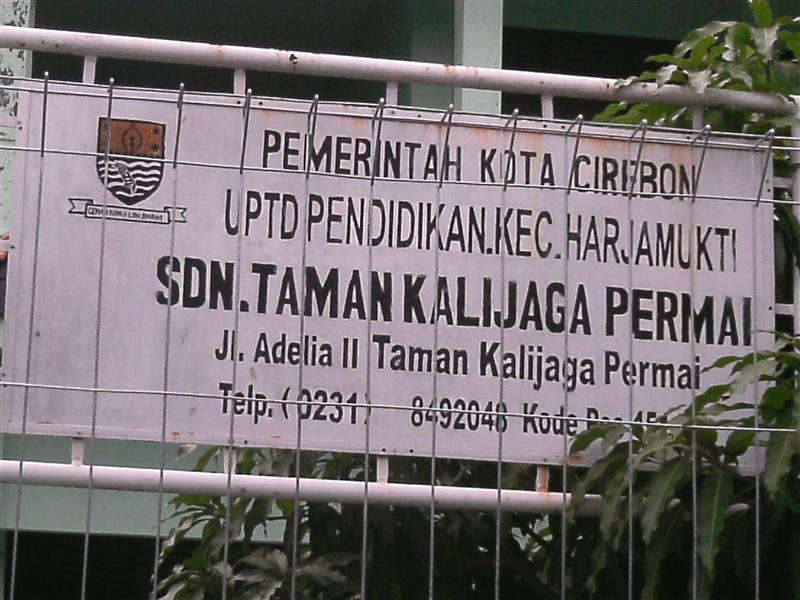 PEMERINTAH KOTA CIREBON
UPTD PENDIDIKAN.KEC.HARJAMUKTI
SDN.TAMAN KALIJAGA PERMAI
Jl. Adelia II Taman Kalijaga Permai
Telp. (0231) 8492048 Kode Pos